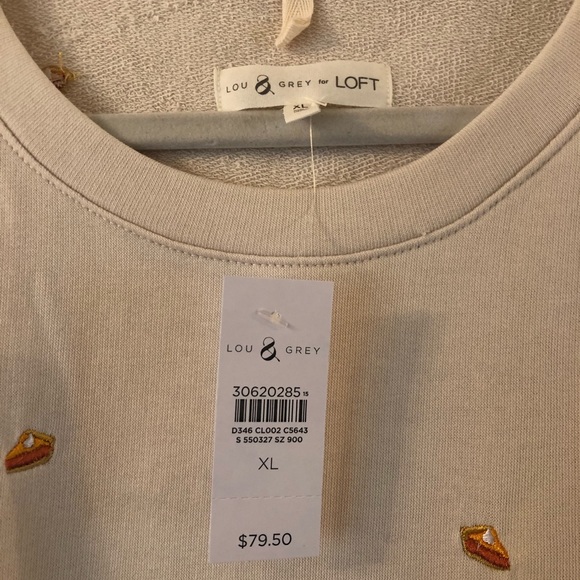 LOU & GREY for LOFT
XL
LOU & GREY
30620285 15
D346 CL002 C5643
S 550327 SZ 900
XL
$79.50